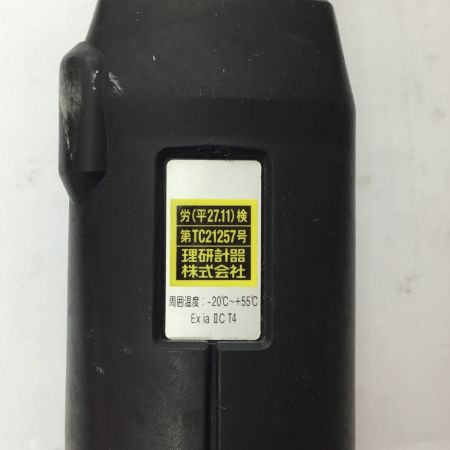 労(平27.11)検
第TC21257号
理研計器
株式会社
周囲温度：-20℃～+55℃
Ex ia ⅡC T4